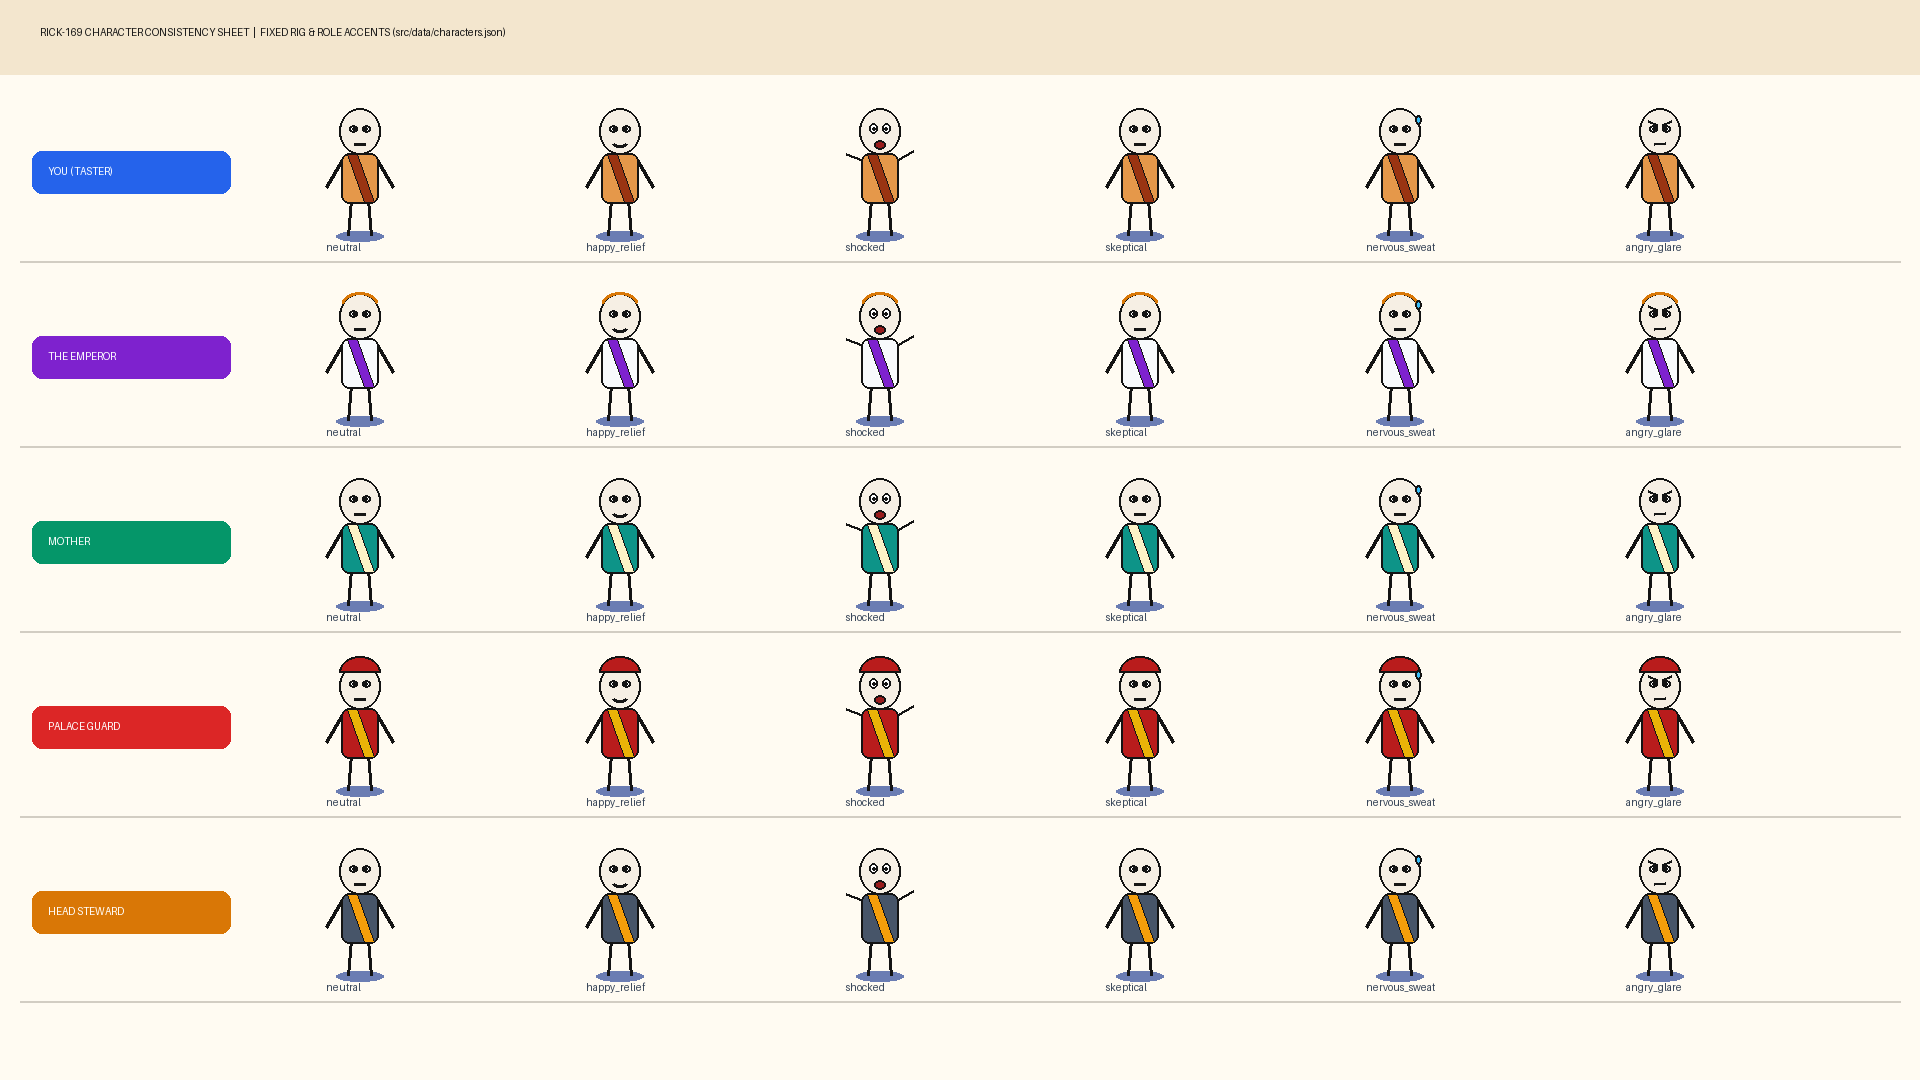 RICK-169 CHARACTER CONSISTENCY SHEET | FIXED RIG & ROLE ACCENTS (src/data/characters.json)
YOU (TASTER)
neutral happy_relief shocked skeptical nervous_sweat angry_glare
THE EMPEROR
neutral happy_relief shocked skeptical nervous_sweat angry_glare
MOTHER
neutral happy_relief shocked skeptical nervous_sweat angry_glare
PALACE GUARD
neutral happy_relief shocked skeptical nervous_sweat angry_glare
HEAD STEWARD
neutral happy_relief shocked skeptical nervous_sweat angry_glare